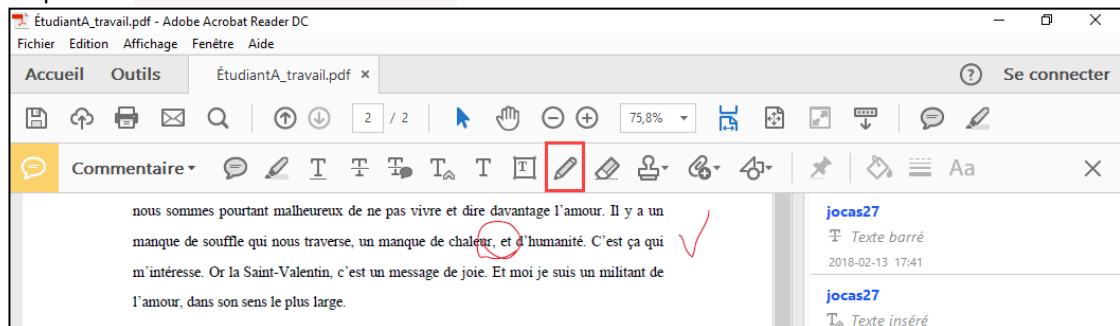 ÉtudiantA_travail.pdf - Adobe Acrobat Reader DC
Fichier Edition Affichage Fenêtre Aide
Accueil Outils ÉtudiantA_travail.pdf × ? Se connecter
2 / 2 75,8%
Commentaire T T T T T T Aa
nous sommes pourtant malheureux de ne pas vivre et dire davantage l'amour. Il y a un
manque de souffle qui nous traverse, un manque de chaleur, et d'humanité. C'est ça qui
m'intéresse. Or la Saint-Valentin, c'est un message de joie. Et moi je suis un militant de
l'amour, dans son sens le plus large.
jocas27
Texte barré
2018-02-13 17:41
jocas27
Texte inséré